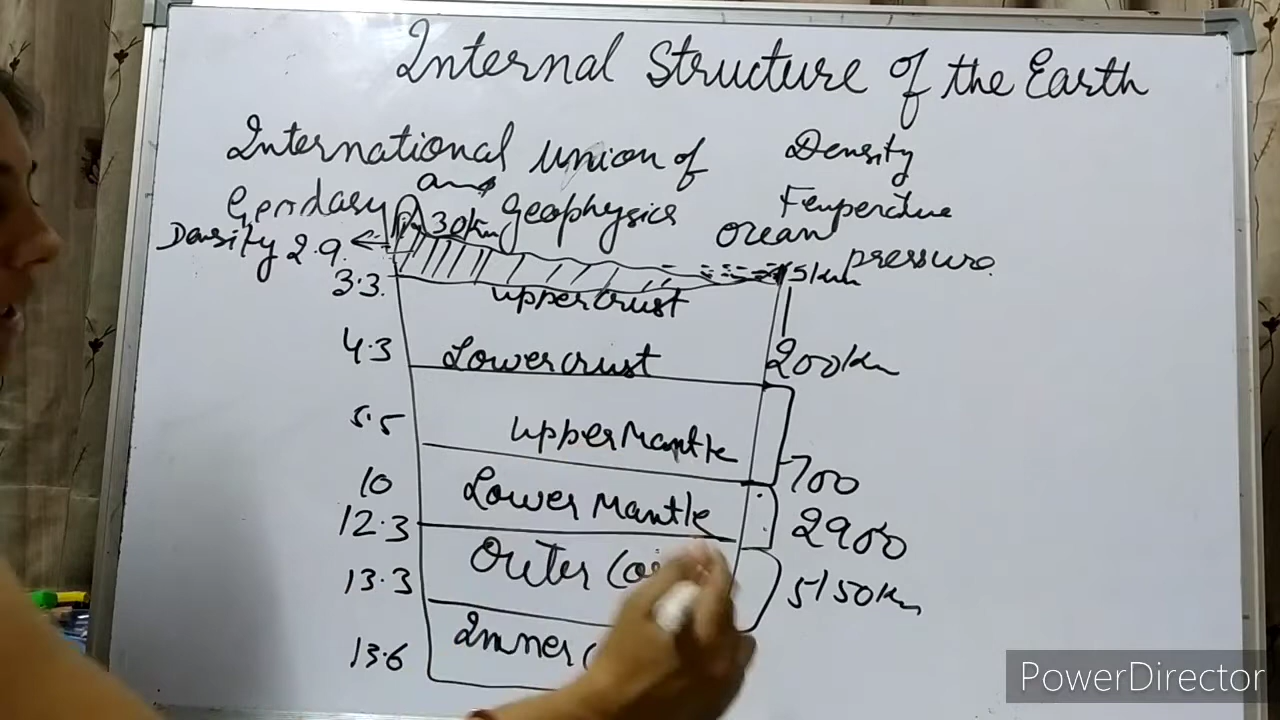 Internal Structure of the Earth
International union of
and
Geodasy Geophysics
Density
Temperature
pressure
Density 2.9
30km
ocean
5km
3.3
upper crust
4.3
Lower crust
200km
5.5
upper Mantle
700
10
Lower Mantle
2900
12.3
Outer
13.3
5150km
Inner
13.6
PowerDirector